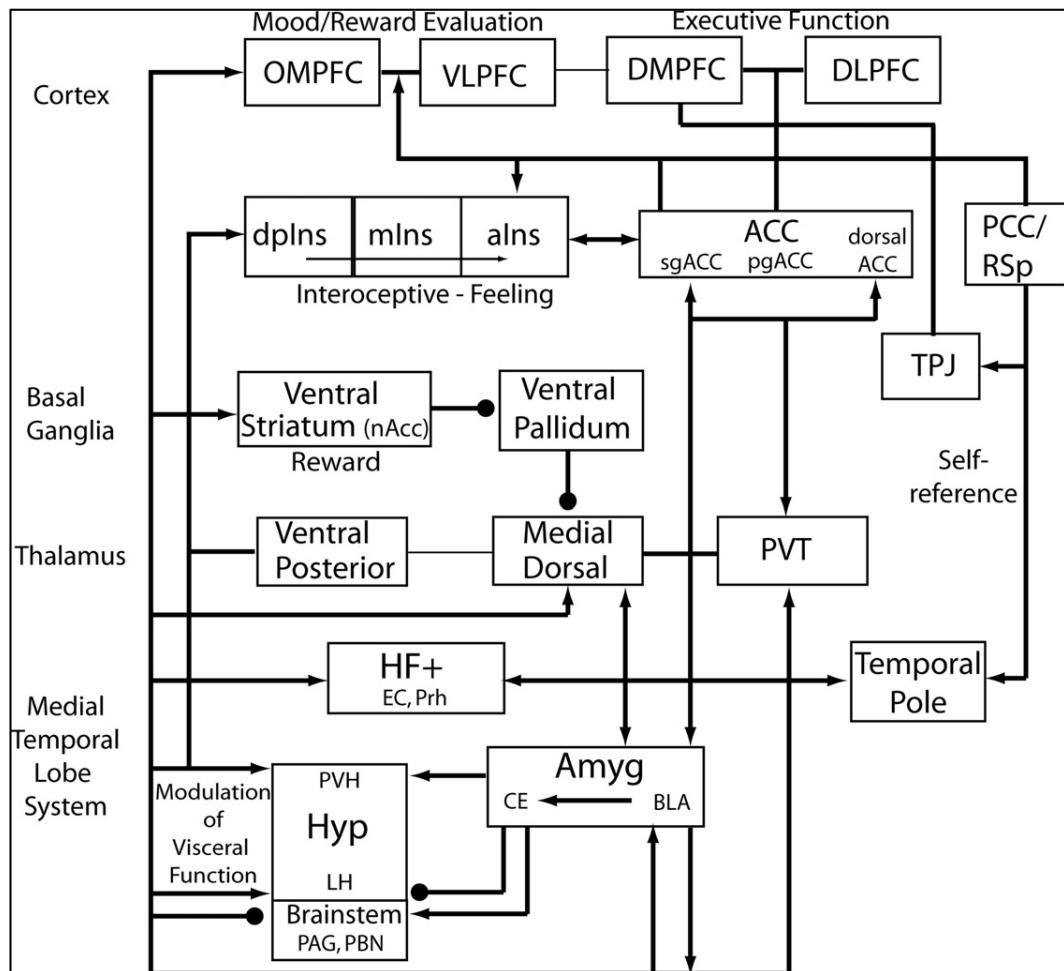 Mood/Reward Evaluation
Executive Function
Cortex
OMPFC
VLPFC
DMPFC
DLPFC
dpIns
mIns
aIns
Interoceptive - Feeling
ACC
sgACC
pgACC
dorsal
ACC
PCC/
RSp
TPJ
Basal
Ganglia
Ventral
Striatum (nAcc)
Reward
Ventral
Pallidum
Self-
reference
Thalamus
Ventral
Posterior
Medial
Dorsal
PVT
HF+
EC, Prh
Temporal
Pole
Medial
Temporal
Lobe
System
Modulation
of
Visceral
Function
PVH
Hyp
LH
Brainstem
PAG, PBN
Amyg
CE
BLA